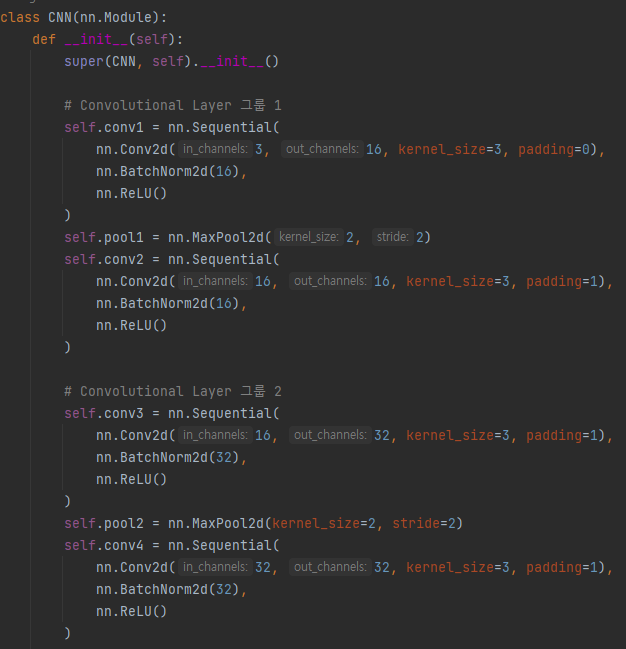 class CNN(nn.Module):
    def __init__(self):
        super(CNN, self).__init__()
        # Convolutional Layer 그룹 1
        self.conv1 = nn.Sequential(
            nn.Conv2d(in_channels: 3, out_channels: 16, kernel_size=3, padding=0),
            nn.BatchNorm2d(16),
            nn.ReLU()
        )
        self.pool1 = nn.MaxPool2d(kernel_size: 2, stride: 2)
        self.conv2 = nn.Sequential(
            nn.Conv2d(in_channels: 16, out_channels: 16, kernel_size=3, padding=1),
            nn.BatchNorm2d(16),
            nn.ReLU()
        )
        # Convolutional Layer 그룹 2
        self.conv3 = nn.Sequential(
            nn.Conv2d(in_channels: 16, out_channels: 32, kernel_size=3, padding=1),
            nn.BatchNorm2d(32),
            nn.ReLU()
        )
        self.pool2 = nn.MaxPool2d(kernel_size=2, stride=2)
        self.conv4 = nn.Sequential(
            nn.Conv2d(in_channels: 32, out_channels: 32, kernel_size=3, padding=1),
            nn.BatchNorm2d(32),
            nn.ReLU()
        )